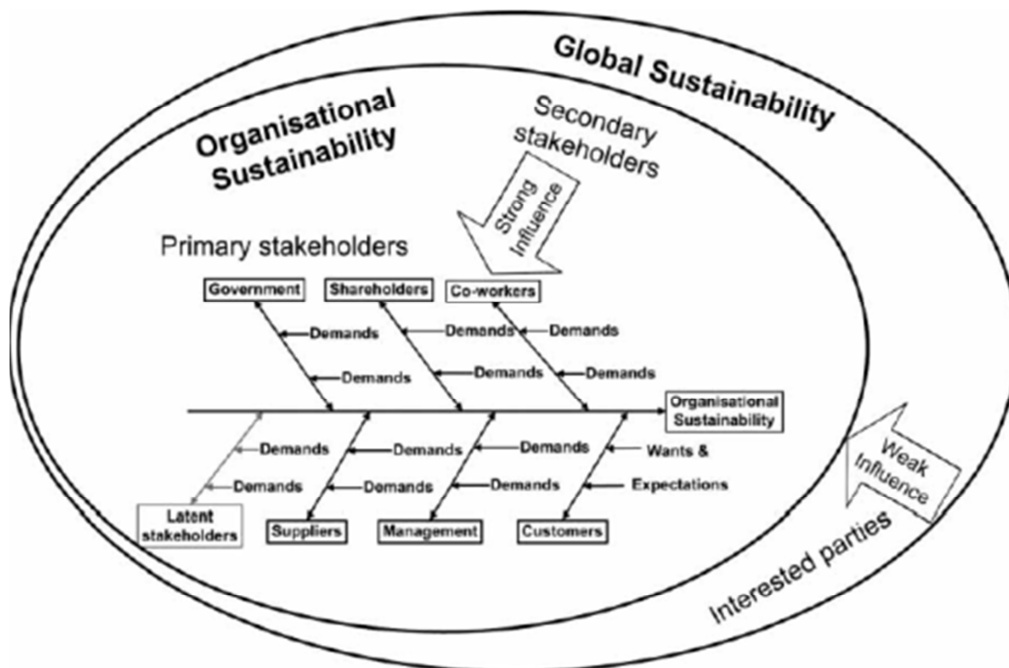 Global Sustainability
Organisational
Sustainability
Secondary
stakeholders
Strong
Influence
Primary stakeholders
Government
Shareholders
Co-workers
Demands
Demands
Demands
Demands
Demands
Demands
Organisational
Sustainability
Demands
Demands
Demands
Wants &
Demands
Demands
Demands
Expectations
Latent
stakeholders
Suppliers
Management
Customers
Weak
Influence
Interested parties